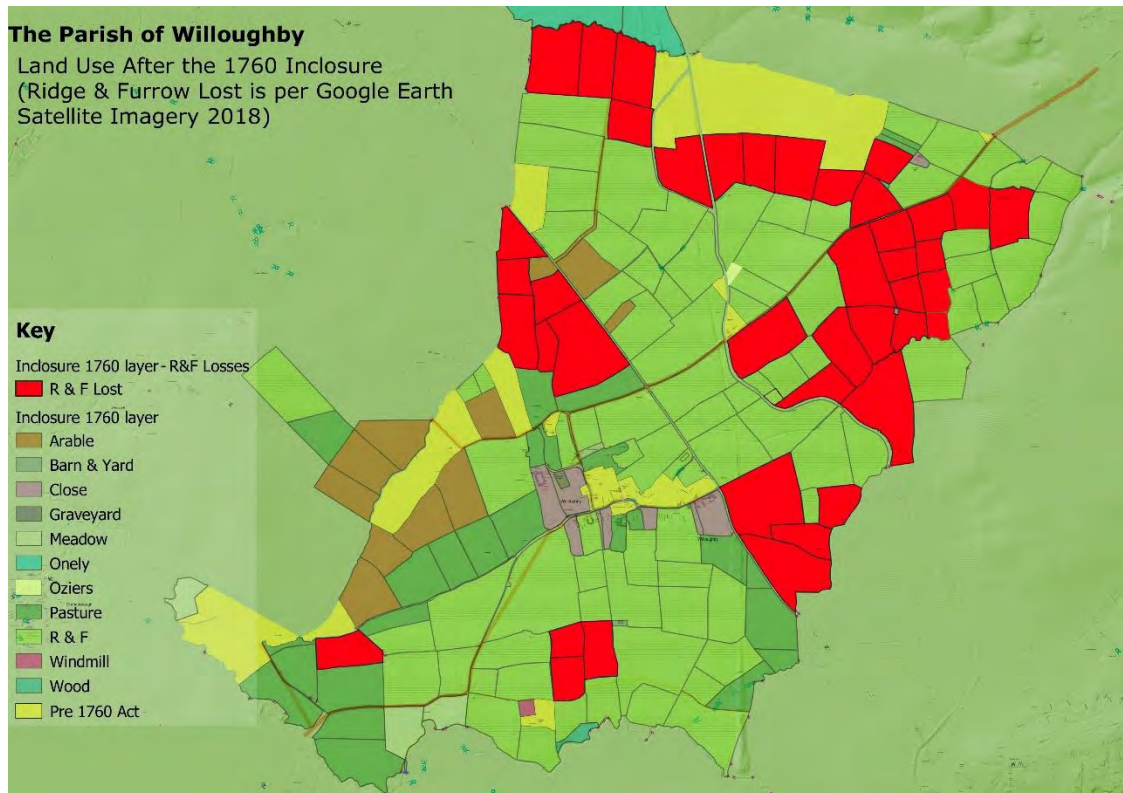 The Parish of Willoughby
Land Use After the 1760 Inclosure
(Ridge & Furrow Lost is per Google Earth
Satellite Imagery 2018)
Key
Inclosure 1760 layer - R&F Losses
R & F Lost
Inclosure 1760 layer
Arable
Barn & Yard
Close
Graveyard
Meadow
Onely
Oziers
Pasture
R & F
Windmill
Wood
Pre 1760 Act
Willoughby